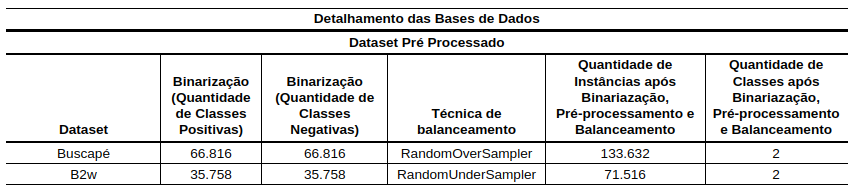 Detalhamento das Bases de Dados
Dataset Pré Processado
Dataset
Binarização
(Quantidade
de Classes
Positivas)
Binarização
(Quantidade de
Classes
Negativas)
Técnica de
balanceamento
Quantidade de
Instâncias após
Binariazação,
Pré-processamento e
Balanceamento
Quantidade de
Classes após
Binariazação,
Pré-processamento
e Balanceamento
Buscapé 66.816 66.816 RandomOverSampler 133.632 2
B2w 35.758 35.758 RandomUnderSampler 71.516 2